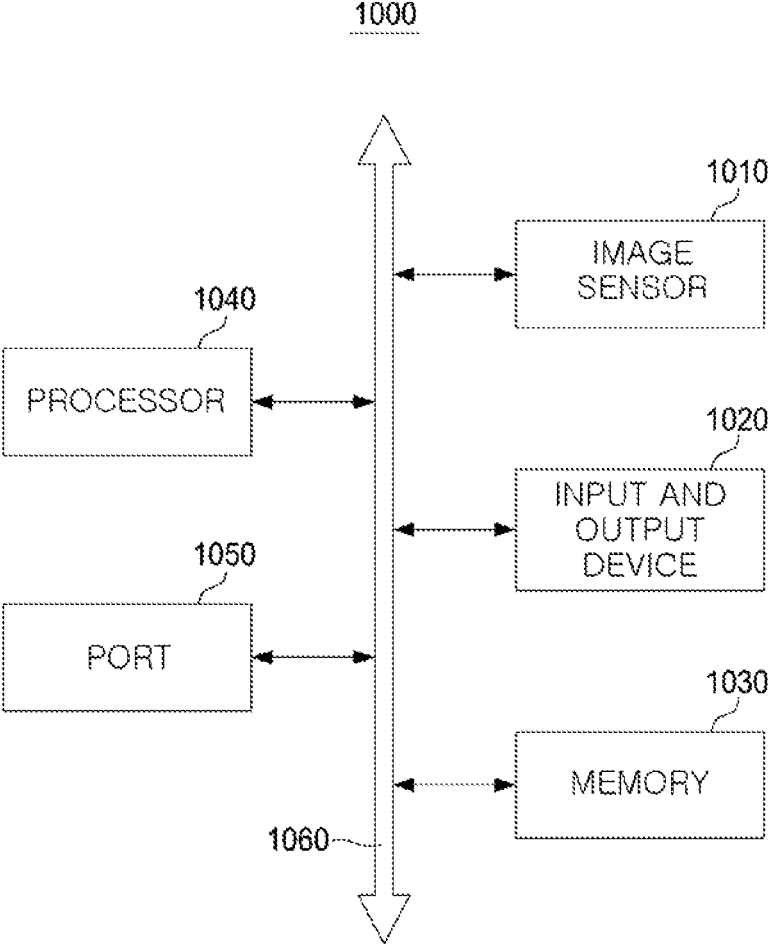 1000
1010
IMAGE
SENSOR
1040
PROCESSOR
1020
INPUT AND
OUTPUT
DEVICE
1050
PORT
1030
MEMORY
1060